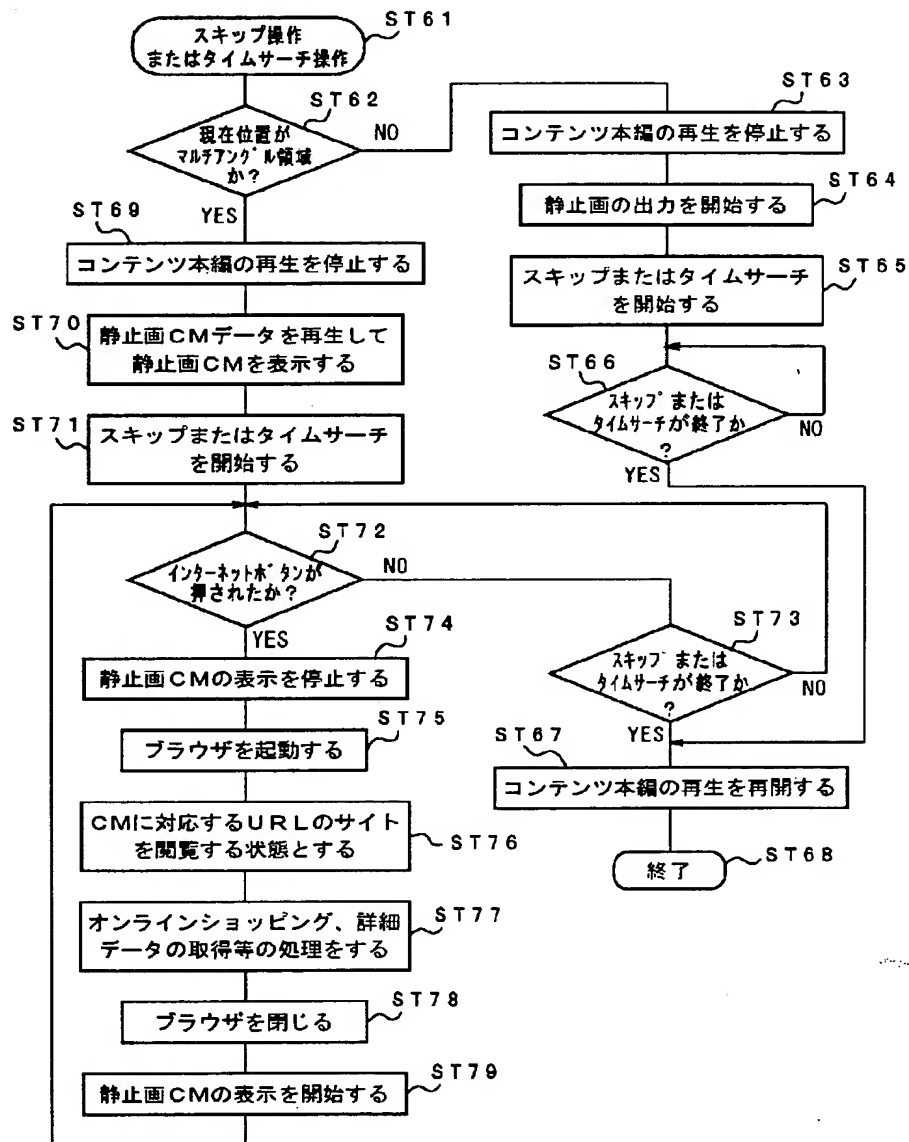 ST61
スキップ操作
またはタイムサーチ操作
ST62
現在位置が
マルチアングル領域
か？
NO
YES
ST69
コンテンツ本編の再生を停止する
ST70
静止画CMデータを再生して
静止画CMを表示する
ST71
スキップまたはタイムサーチ
を開始する
ST63
コンテンツ本編の再生を停止する
ST64
静止画の出力を開始する
ST65
スキップまたはタイムサーチ
を開始する
ST66
スキップまたは
タイムサーチが終了か
？
NO
YES
ST72
インターネットボタンが
押されたか？
NO
YES
ST73
スキップまたは
タイムサーチが終了か
？
NO
YES
ST74
静止画CMの表示を停止する
ST75
ブラウザを起動する
ST76
CMに対応するURLのサイト
を閲覧する状態とする
ST77
オンラインショッピング、詳細
データの取得等の処理をする
ST78
ブラウザを閉じる
ST79
静止画CMの表示を開始する
ST67
コンテンツ本編の再生を再開する
ST68
終了